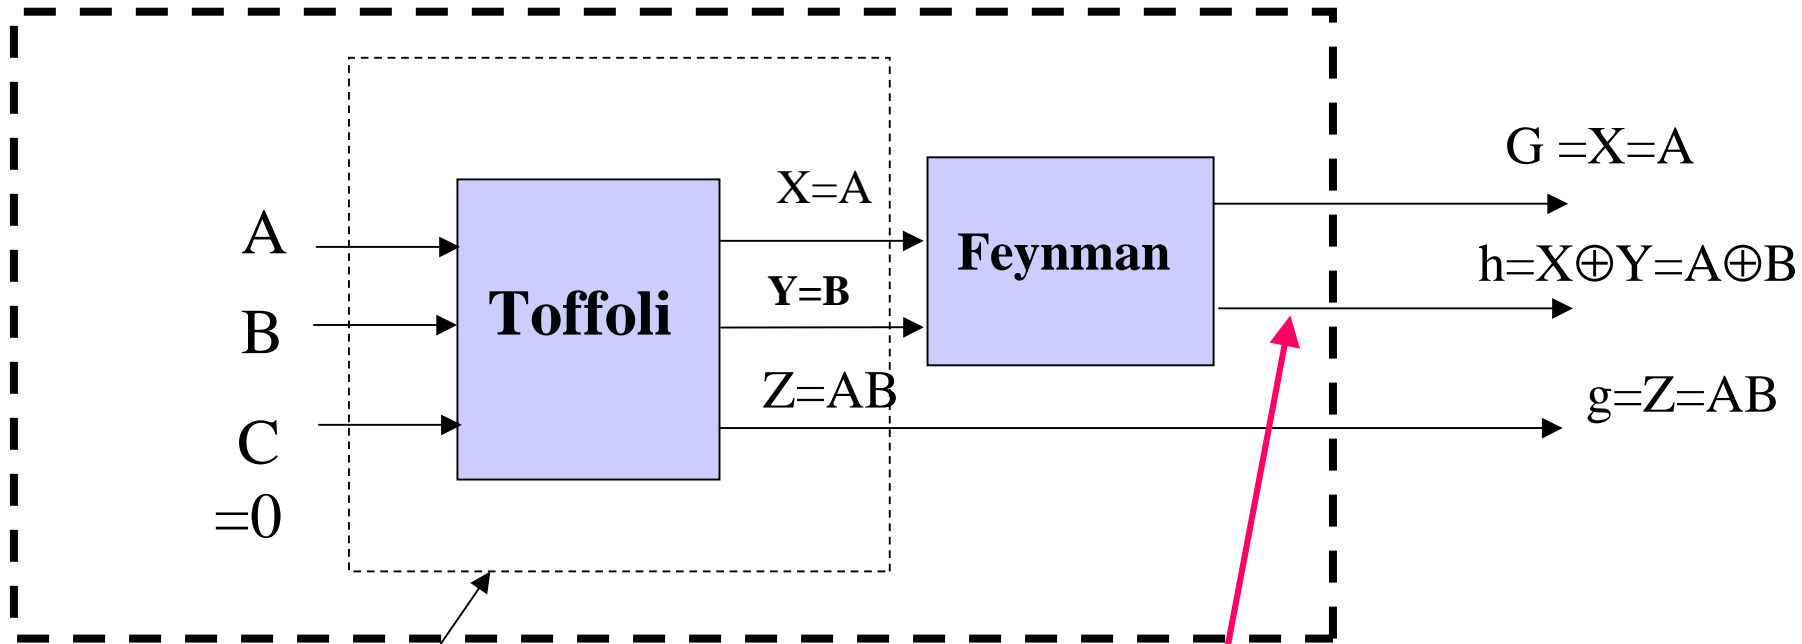 A
B
C
=0
Toffoli
X=A
Y=B
Z=AB
Feynman
G =X=A
h=X⊕Y=A⊕B
g=Z=AB